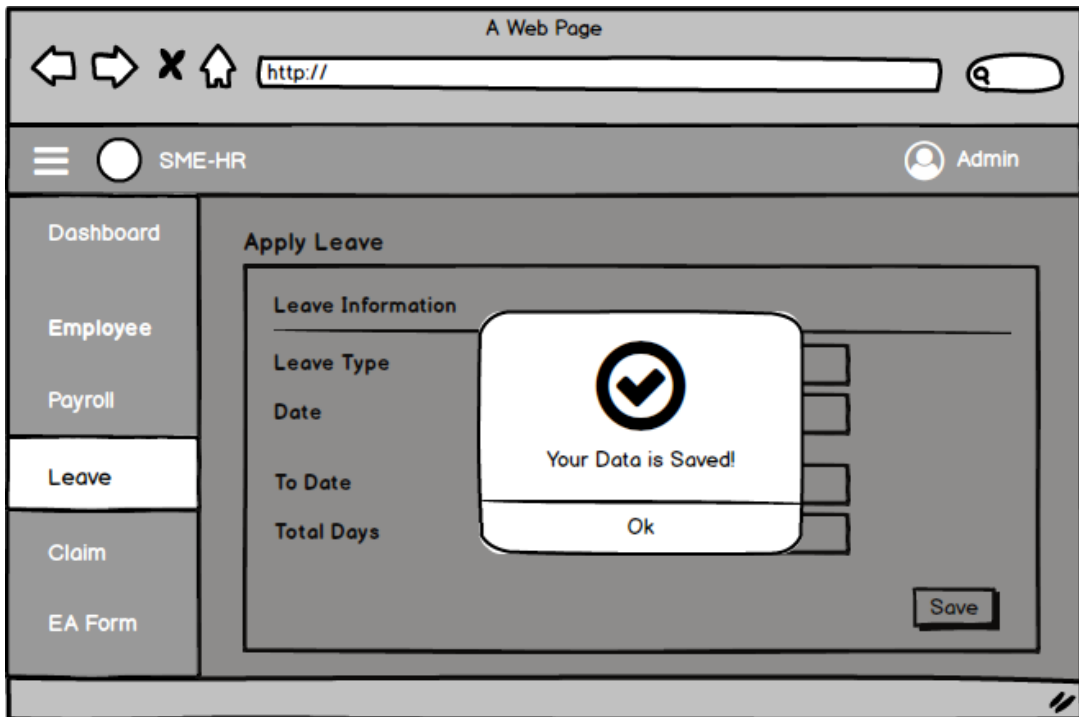 A Web Page
http://
SME-HR
Admin
Dashboard
Employee
Payroll
Leave
Claim
EA Form
Apply Leave
Leave Information
Leave Type
Date
To Date
Total Days
Your Data is Saved!
Ok
Save